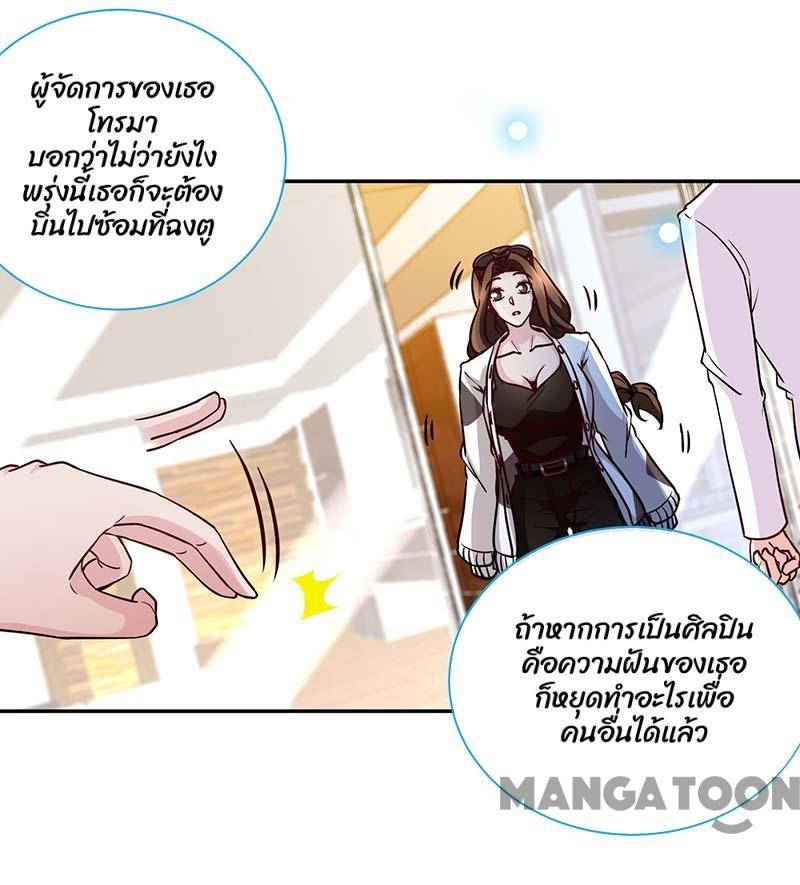 ผู้จัดการของเธอ
โทรมา
บอกว่าไม่ว่ายังไง
พรุ่งนี้เธอก็จะต้อง
บินไปซ้อมที่ฉงตู
ถ้าหากการเป็นศิลปิน
คือความฝันของเธอ
ก็หยุดทำอะไรเพื่อ
คนอื่นได้แล้ว
MANGATOON